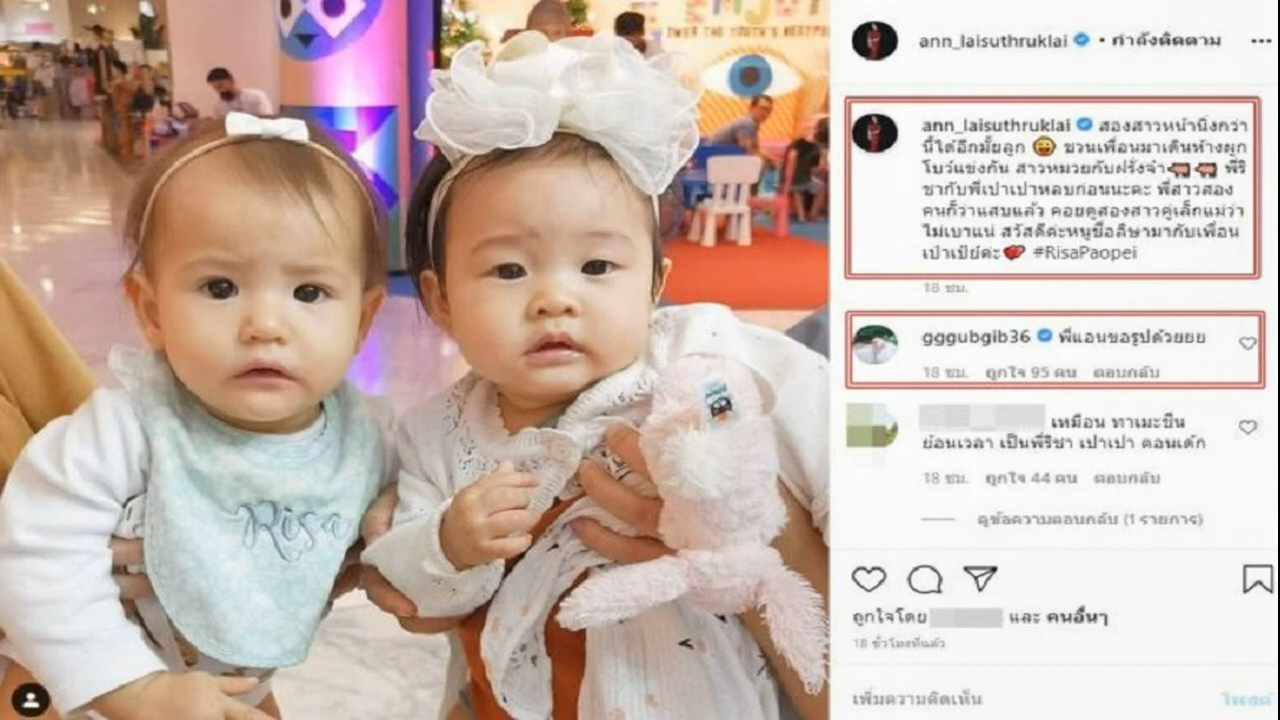 OWER THE YOUTH'S
Risa
ann_laisuthruklai • กำลังติดตาม
ann_laisuthruklai สองสาวหน้านิ่งกว่า
นี้ได้อีกมั้ยลูก 😜 ชวนเพื่อนมาเดินห้างผูก
โบว์แข่งกัน สาวหมวยกับฝรั่งจ๋า พี่ริ
ชากับพี่เปาเปาหลบก่อนนะคะ พี่สาวสอง
คนก็ว่าแสบแล้ว คอยดูสองสาวคู่เล็กแม่ว่า
ไม่เบาแน่ สวัสดีค่ะหนูชื่อลิษามากับเพื่อน
เป่าเป้ย์ค่ะ #RisaPaopei
18 ชม.
gggubgib36 พี่แอนขอรูปด้วยยย
18 ชม. ถูกใจ 95 คน ตอบกลับ
เหมือน ทาเมะชีน
ย้อนเวลา เป็นพี่ริชา เปาเปา ตอนเด้ก
18 ชม. ถูกใจ 44 คน ตอบกลับ
ดูข้อความตอบกลับ (1 รายการ)
ถูกใจโดย และ คนอื่นๆ
18 ชั่วโมงที่แล้ว
เพิ่มความคิดเห็น โพสต์